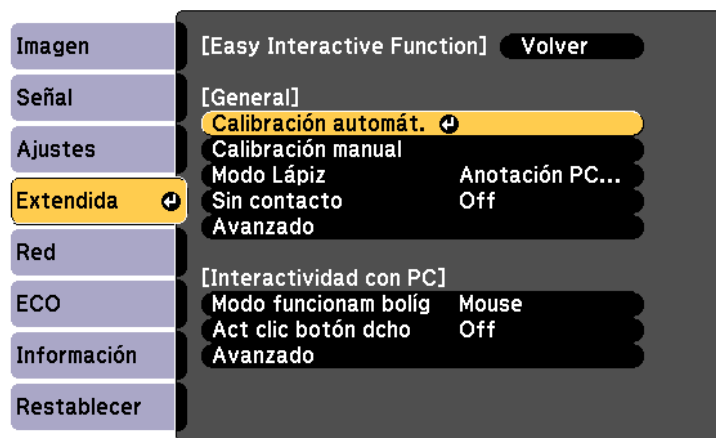 Imagen
Señal
Ajustes
Extendida
Red
ECO
Información
Restablecer
[Easy Interactive Function] Volver
[General]
Calibración automát.
Calibración manual
Modo Lápiz Anotación PC...
Sin contacto Off
Avanzado
[Interactividad con PC]
Modo funcionam bolíg Mouse
Act clic botón dcho Off
Avanzado